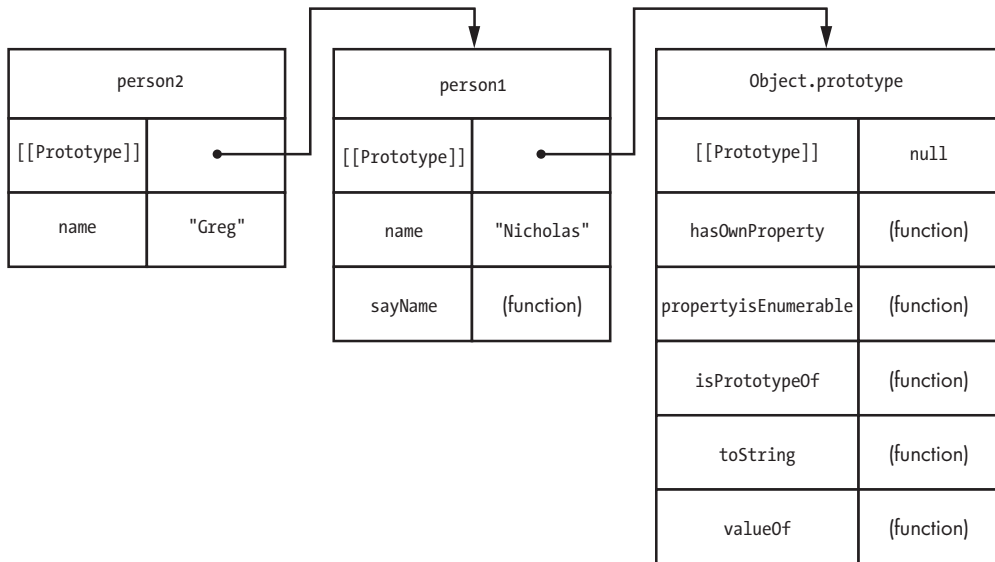 person2
[[Prototype]]
name "Greg"
person1
[[Prototype]]
name "Nicholas"
sayName (function)
Object.prototype
[[Prototype]] null
hasOwnProperty (function)
propertyisEnumerable (function)
isPrototypeOf (function)
toString (function)
valueOf (function)